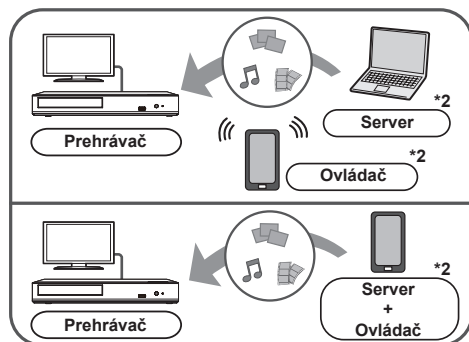 *2
Server
Prehrávač
*2
Ovládač
*2
Server
+
Ovládač
Prehrávač